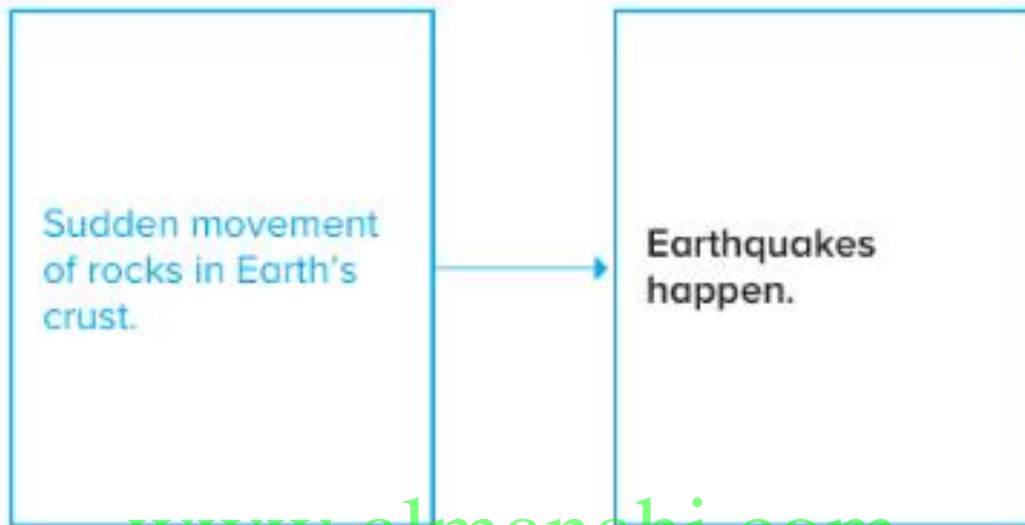 Sudden movement
of rocks in Earth's
crust.
Earthquakes
happen.